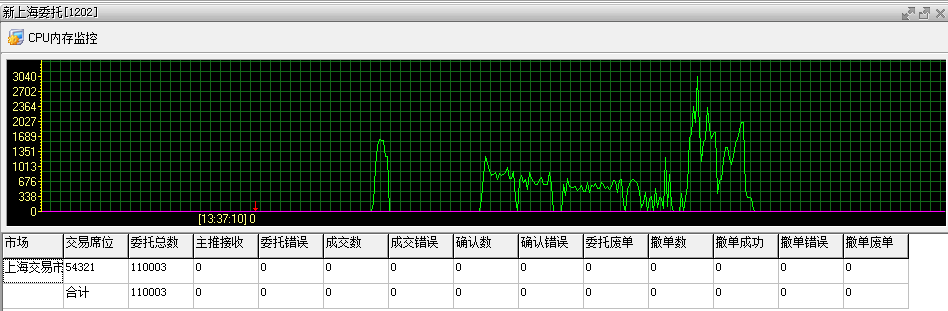 新上海委托[1202]
CPU内存监控
3040
2702
2364
2027
1689
1351
1013
676
338
0
[13:37:10] 0
市场 交易席位 委托总数 主推接收 委托错误 成交数 成交错误 确认数 确认错误 委托废单 撤单数 撤单成功 撤单错误 撤单废单
上海交易市 54321 110003 0 0 0 0 0 0 0 0 0 0 0
合计 110003 0 0 0 0 0 0 0 0 0 0 0